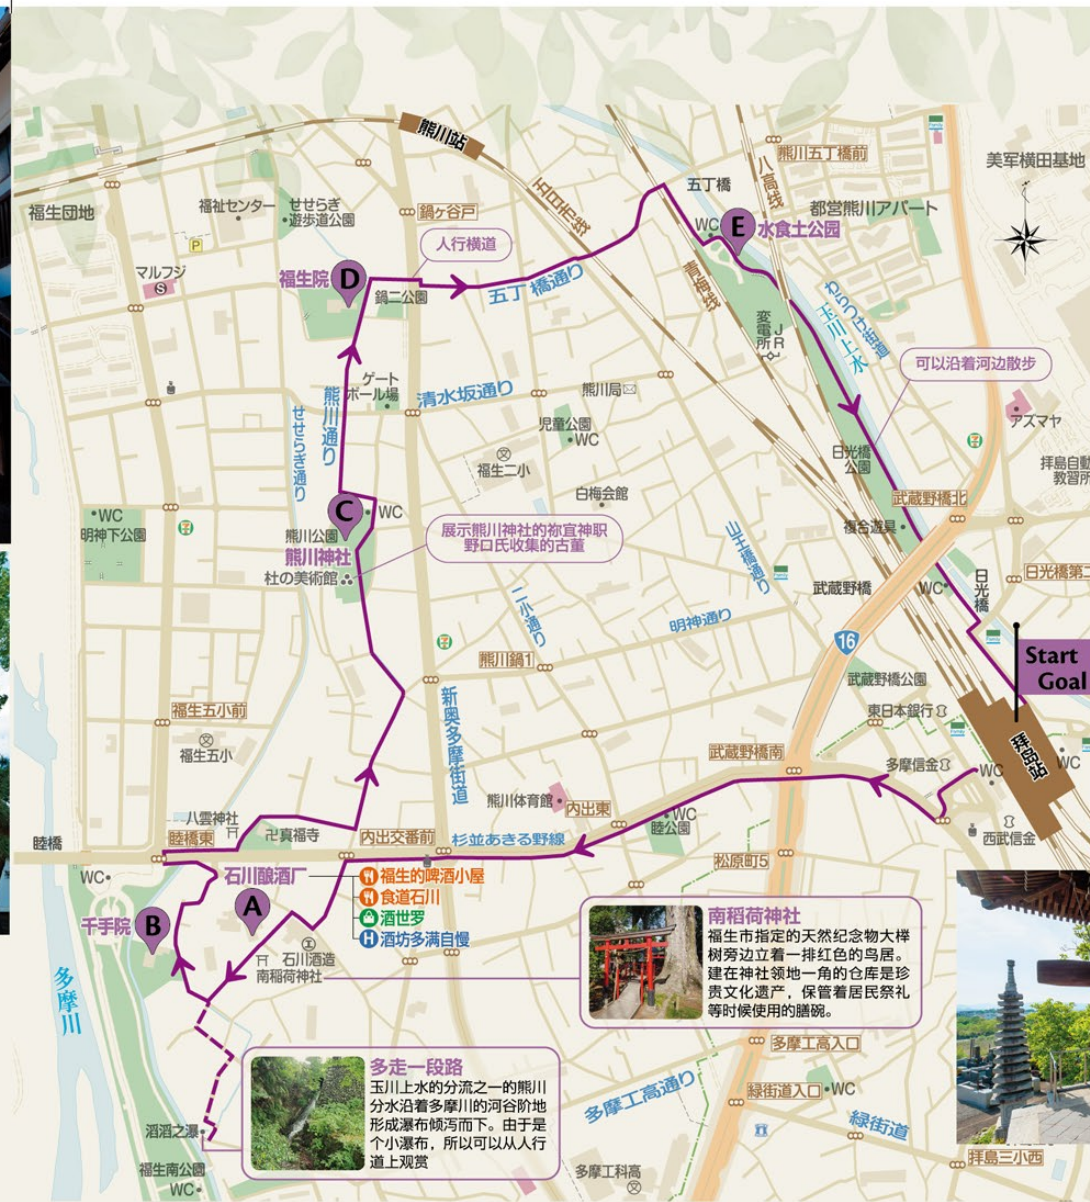 熊川站
五日市线
八高线
熊川五丁橋前
美军横田基地
福生団地
福祉センター
せせらぎ
遊歩道公園
鍋ヶ谷戸
人行横道
五丁橋
WC
E
水食土公园
都営熊川アパート
P
マルフジ
S
福生院
D
鍋二公園
五丁橋通り
青梅线
変電所
JR
わらつけ街道
玉川上水
可以沿着河边散步
ゲート
ボール場
清水坂通り
熊川局
熊川通り
せせらぎ通り
児童公園
WC
福生二小
白梅会館
アズマヤ
拝島自動
教習所
日光橋
公園
武蔵野橋北
複合遊具
WC
明神下公園
C
WC
熊川公園
熊川神社
杜の美術館
展示熊川神社的祢宜神职
野口氏收集的古董
山王橋通り
武蔵野橋
WC
日光橋
日光橋第二
二小通り
明神通り
16
熊川鍋1
Start
Goal
武蔵野橋公園
東日本銀行
福生五小前
福生五小
新奥多摩街道
武蔵野橋南
多摩信金
WC
拜岛站
WC
熊川体育館
内出東
WC
睦公園
八雲神社
卍真福寺
睦橋
睦橋東
内出交番前
杉並あきる野線
西武信金
松原町5
WC
石川酿酒厂
福生的啤酒小屋
食道石川
酒世罗
H 酒坊多满自慢
千手院
B
A
石川酒造
南稲荷神社
多摩川
南稻荷神社
福生市指定的天然纪念物大榉
树旁边立着一排红色的鸟居。
建在神社领地一角的仓库是珍
贵文化遗产，保管着居民祭礼
等时候使用的膳碗。
多走一段路
玉川上水的分流之一的熊川
分水沿着多摩川的河谷阶地
形成瀑布倾泻而下。由于是
个小瀑布，所以可以从人行
道上观赏
滔滔之瀑
福生南公園
WC
多摩工高入口
多摩工高通り
緑街道入口
WC
緑街道
拝島三小西
多摩工科高